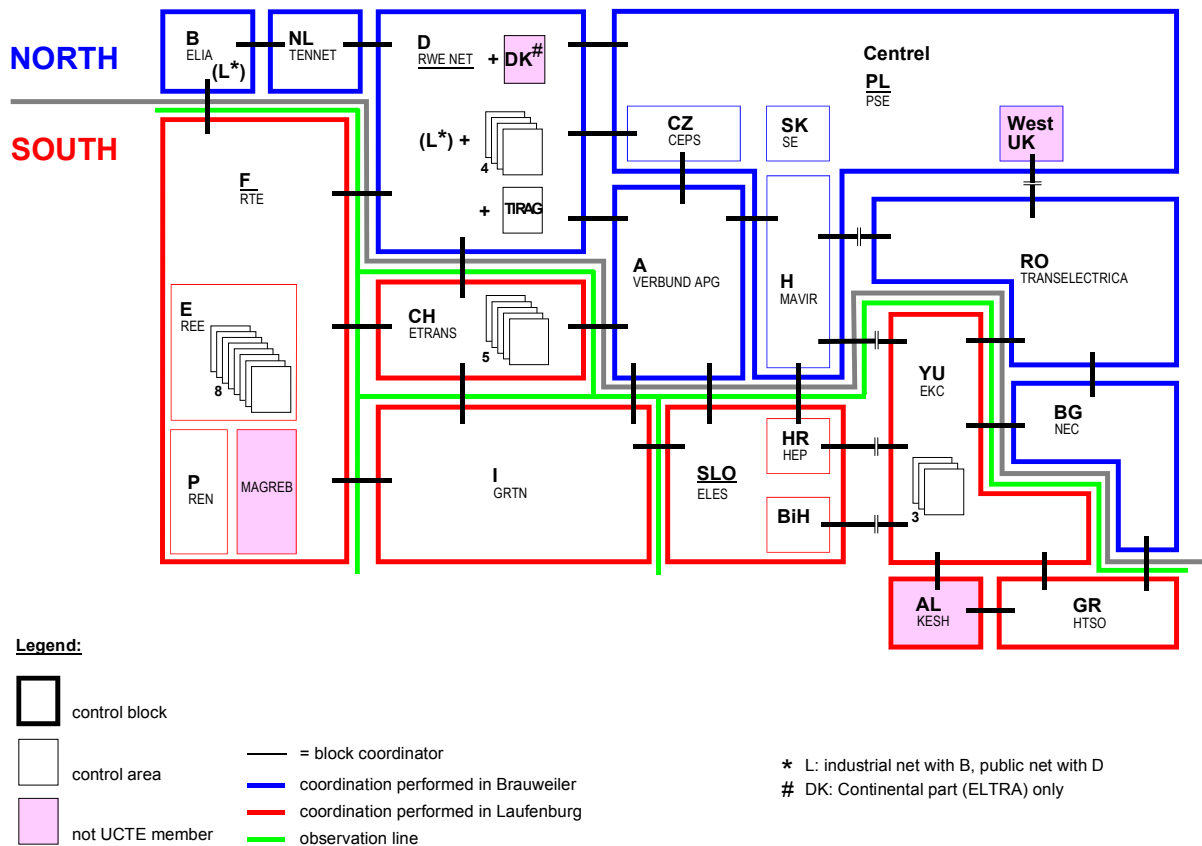 NORTH
SOUTH
B
ELIA
(L*)
NL
TENNET
D
RWE NET
+ DK#
(L*) +
4
+ TIRAG
Centrel
PL
PSE
CZ
CEPS
SK
SE
West
UK
F
RTE
A
VERBUND APG
H
MAVIR
RO
TRANSELECTRICA
E
REE
8
CH
ETRANS
5
YU
EKC
3
BG
NEC
P
REN
MAGREB
I
GRTN
SLO
ELES
HR
HEP
BiH
AL
KESH
GR
HTSO
Legend:
control block
control area
not UCTE member
= block coordinator
coordination performed in Brauweiler
coordination performed in Laufenburg
observation line
* L: industrial net with B, public net with D
# DK: Continental part (ELTRA) only